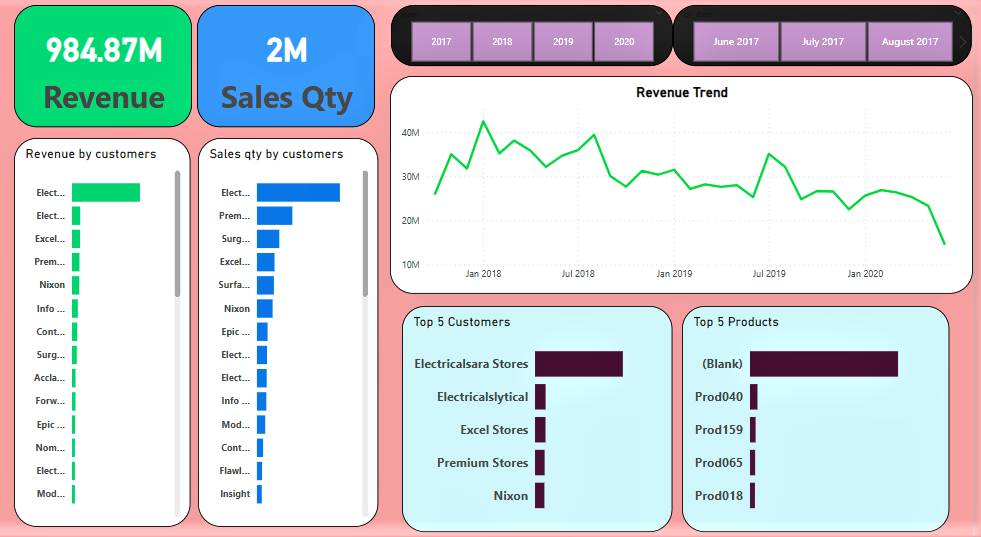 984.87M
Revenue
2M
Sales Qty
2017
2018
2019
2020
June 2017
July 2017
August 2017
Revenue Trend
40M
30M
20M
10M
Jan 2018
Jul 2018
Jan 2019
Jul 2019
Jan 2020
Revenue by customers
Elect...
Elect...
Excel...
Prem...
Nixon
Info ...
Cont...
Surg...
Accla...
Forw...
Epic ...
Nom...
Elect...
Mod...
Sales qty by customers
Elect...
Prem...
Surg...
Excel...
Surfa...
Nixon
Epic ...
Elect...
Elect...
Info ...
Mod...
Cont...
Flawl...
Insight
Top 5 Customers
Electricalsara Stores
Electricalslytical
Excel Stores
Premium Stores
Nixon
Top 5 Products
(Blank)
Prod040
Prod159
Prod065
Prod018